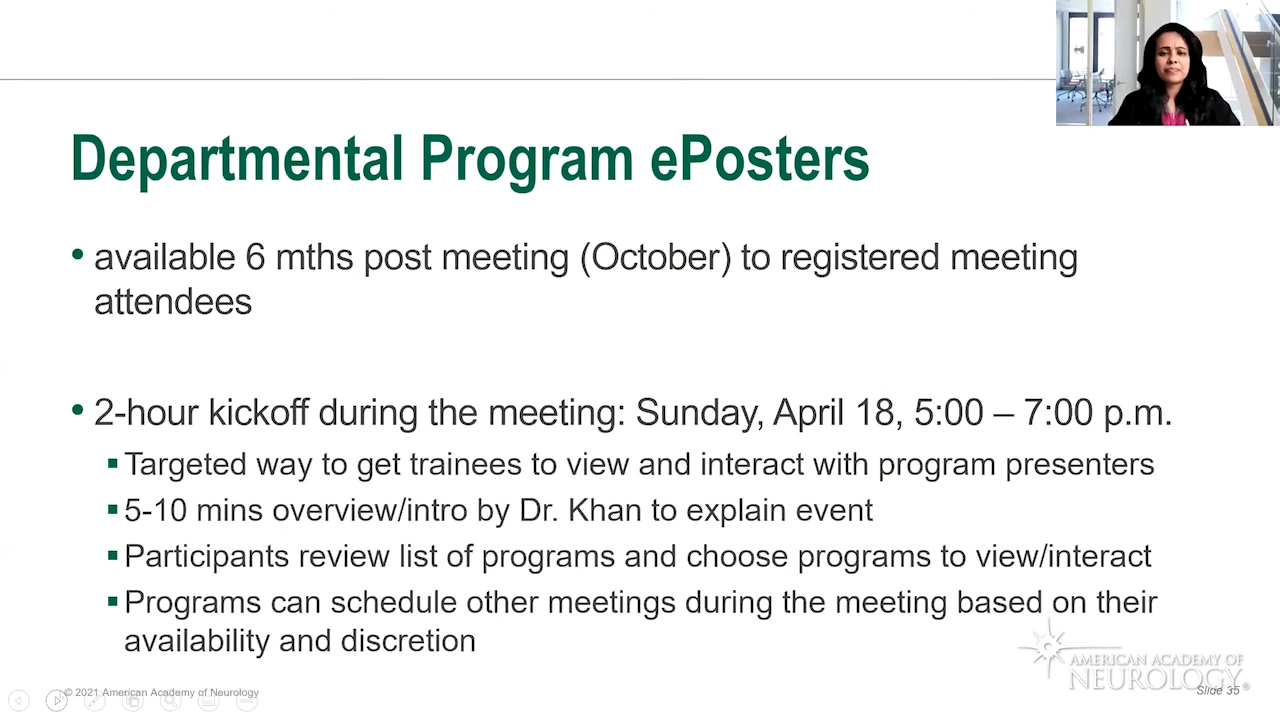 Departmental Program ePosters
• available 6 mths post meeting (October) to registered meeting
attendees
• 2-hour kickoff during the meeting: Sunday, April 18, 5:00 – 7:00 p.m.
▪ Targeted way to get trainees to view and interact with program presenters
▪ 5-10 mins overview/intro by Dr. Khan to explain event
▪ Participants review list of programs and choose programs to view/interact
▪ Programs can schedule other meetings during the meeting based on their
availability and discretion
AMERICAN ACADEMY OF
NEUROLOGY®
© 2021 American Academy of Neurology
Slide 35